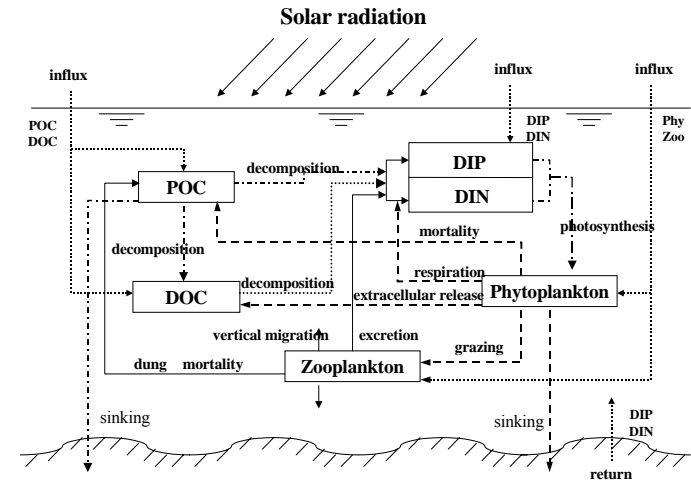 Solar radiation
influx
influx
influx
POC
DOC
DIP
DIN
Phy
Zoo
decomposition
DIP
POC
DIN
photosynthesis
mortality
decomposition
respiration
decomposition
DOC
extracellular release
Phytoplankton
vertical migration
excretion
grazing
dung mortality
Zooplankton
sinking
sinking
DIP
DIN
return